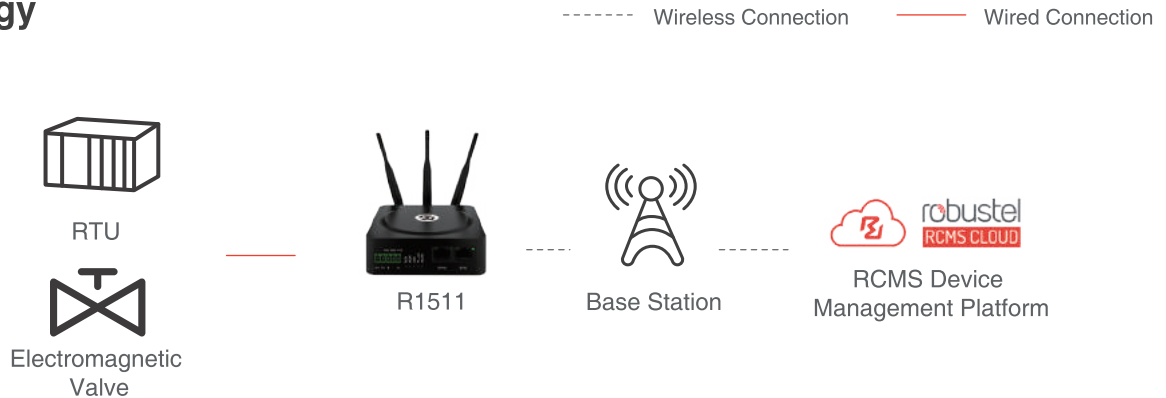 gy
Wireless Connection
Wired Connection
RTU
Electromagnetic
Valve
R1511
Base Station
robustel
RCMS CLOUD
RCMS Device
Management Platform